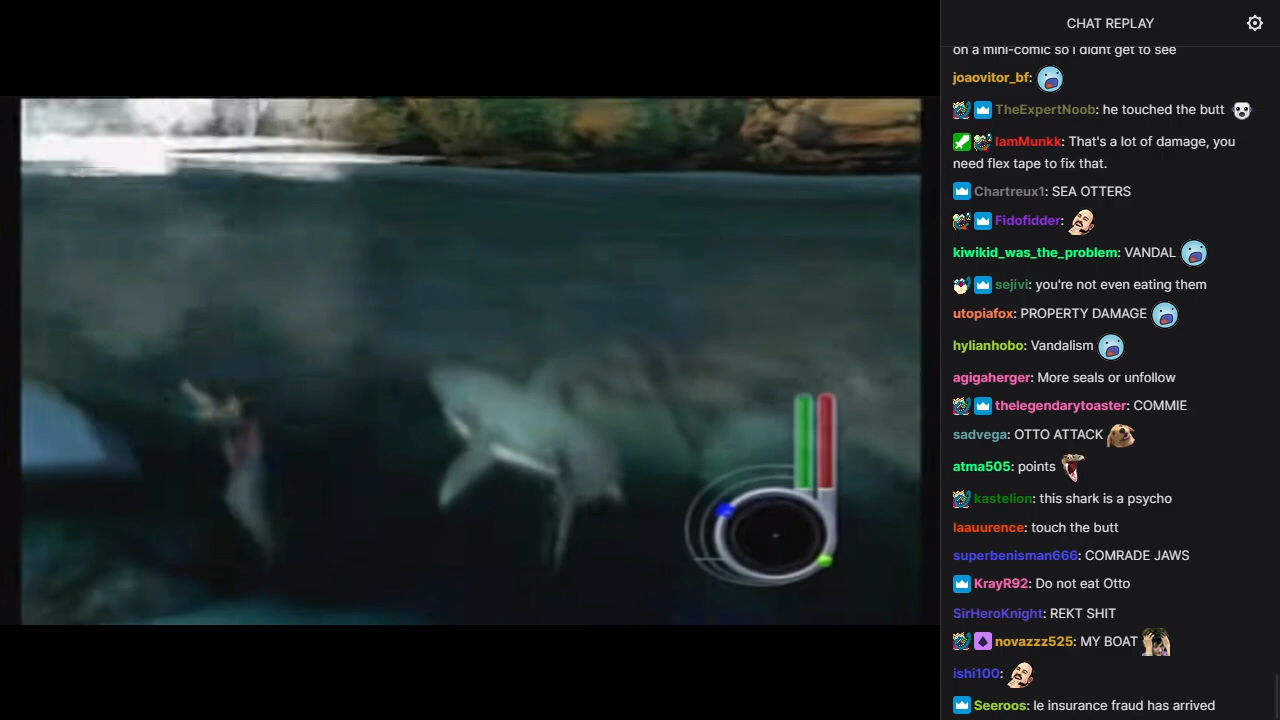 CHAT REPLAY
on a mini-comic so i didnt get to see
joaovitor_bf:
TheExpertNoob: he touched the butt
IamMunkk: That's a lot of damage, you
need flex tape to fix that.
Chartreux1: SEA OTTERS
Fidofidder:
kiwikid_was_the_problem: VANDAL
sejivi: you're not even eating them
utopiafox: PROPERTY DAMAGE
hylianhobo: Vandalism
agigaherger: More seals or unfollow
thelegendarytoaster: COMMIE
sadvega: OTTO ATTACK
atma505: points
kastelion: this shark is a psycho
laauurence: touch the butt
superbenisman666: COMRADE JAWS
KrayR92: Do not eat Otto
SirHeroKnight: REKT SHIT
novazzz525: MY BOAT
ishi100:
Seeroos: le insurance fraud has arrived